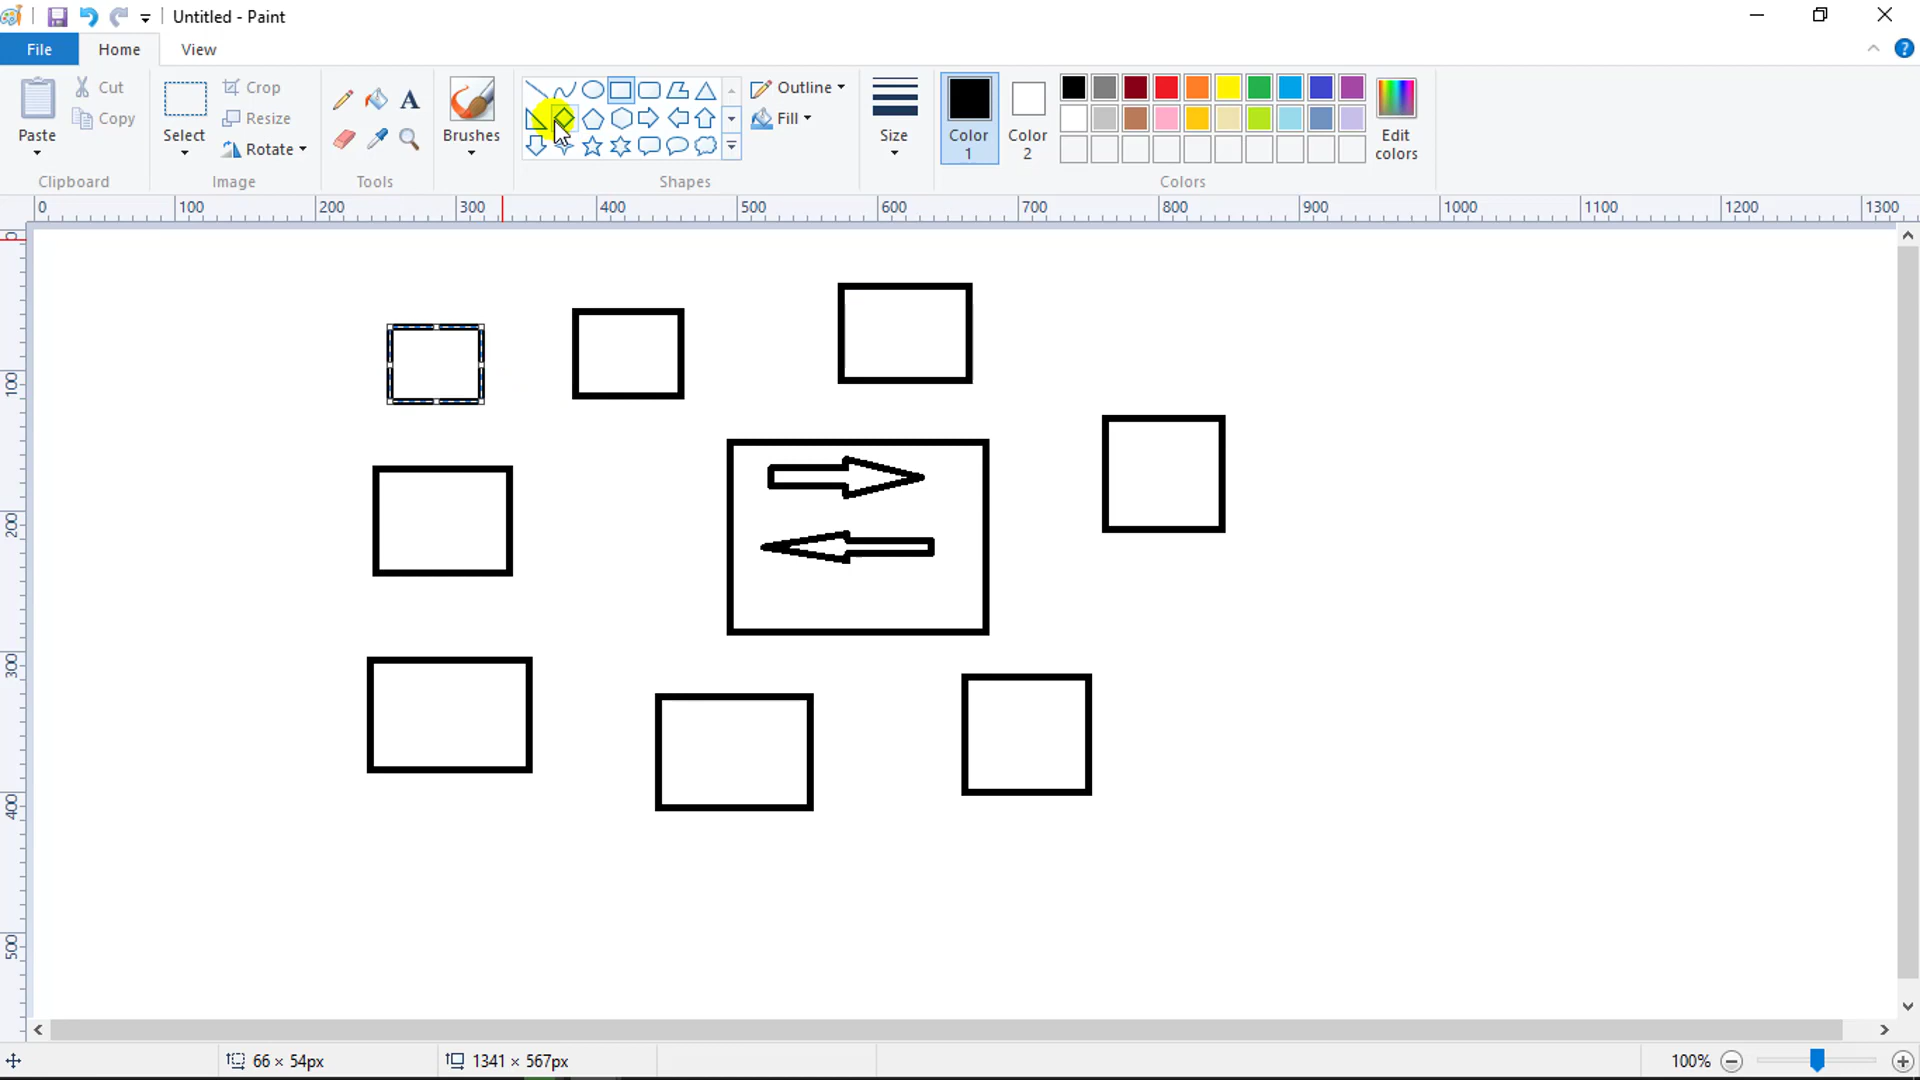 Untitled - Paint
File
Home
View
Paste
Cut
Copy
Clipboard
Select
Crop
Resize
Rotate
Image
A
Tools
Brushes
Shapes
Outline
Fill
Size
Color
1
Color
2
Edit
colors
Colors
0 100 200 300 400 500 600 700 800 900 1000 1100 1200 1300
0
100
200
300
400
500
66 × 54px
1341 × 567px
100%